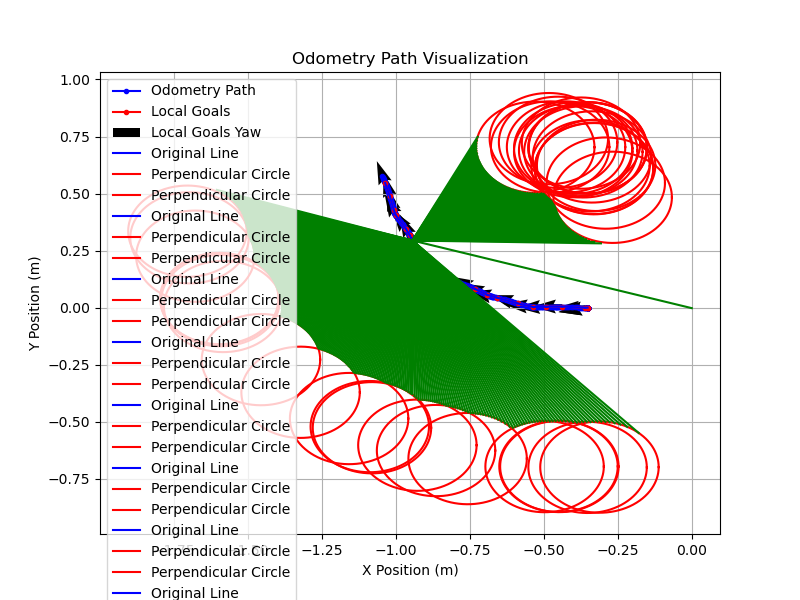 Odometry Path Visualization
1.00
0.75
0.50
0.25
0.00
−0.25
−0.50
−0.75
Y Position (m)
Odometry Path
Local Goals
Local Goals Yaw
Original Line
Perpendicular Circle
Perpendicular Circle
Original Line
Perpendicular Circle
Perpendicular Circle
Original Line
Perpendicular Circle
Perpendicular Circle
Original Line
Perpendicular Circle
Perpendicular Circle
Original Line
Perpendicular Circle
Perpendicular Circle
Original Line
Perpendicular Circle
Perpendicular Circle
Original Line
Perpendicular Circle
Perpendicular Circle
Original Line
−1.25 −1.00 −0.75 −0.50 −0.25 0.00
X Position (m)